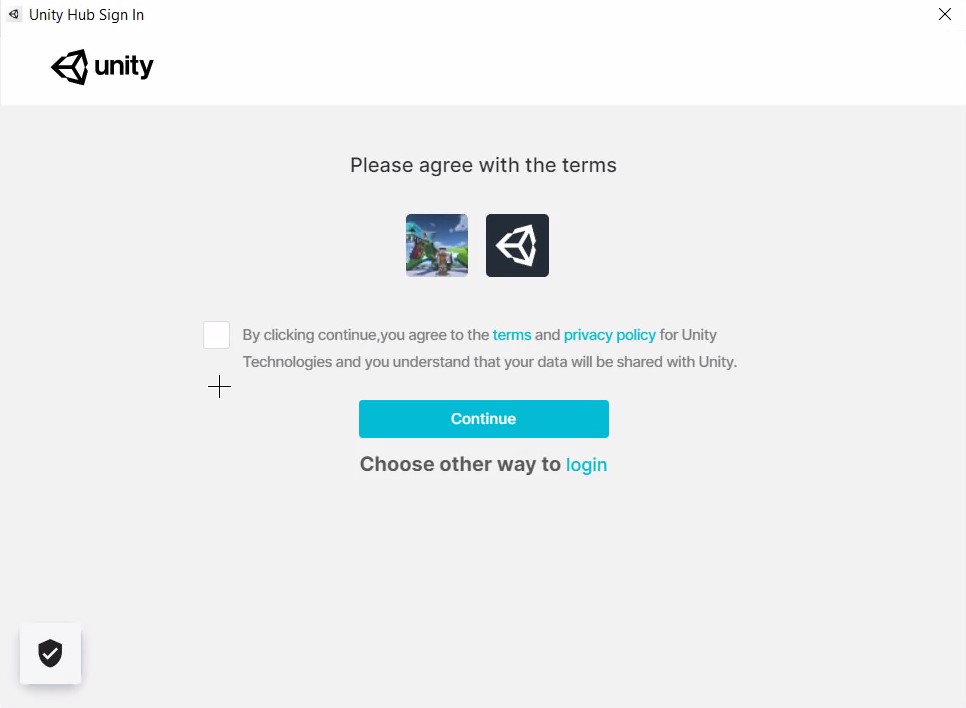 Unity Hub Sign In
unity
Please agree with the terms
By clicking continue,you agree to the terms and privacy policy for Unity
Technologies and you understand that your data will be shared with Unity.
Continue
Choose other way to login